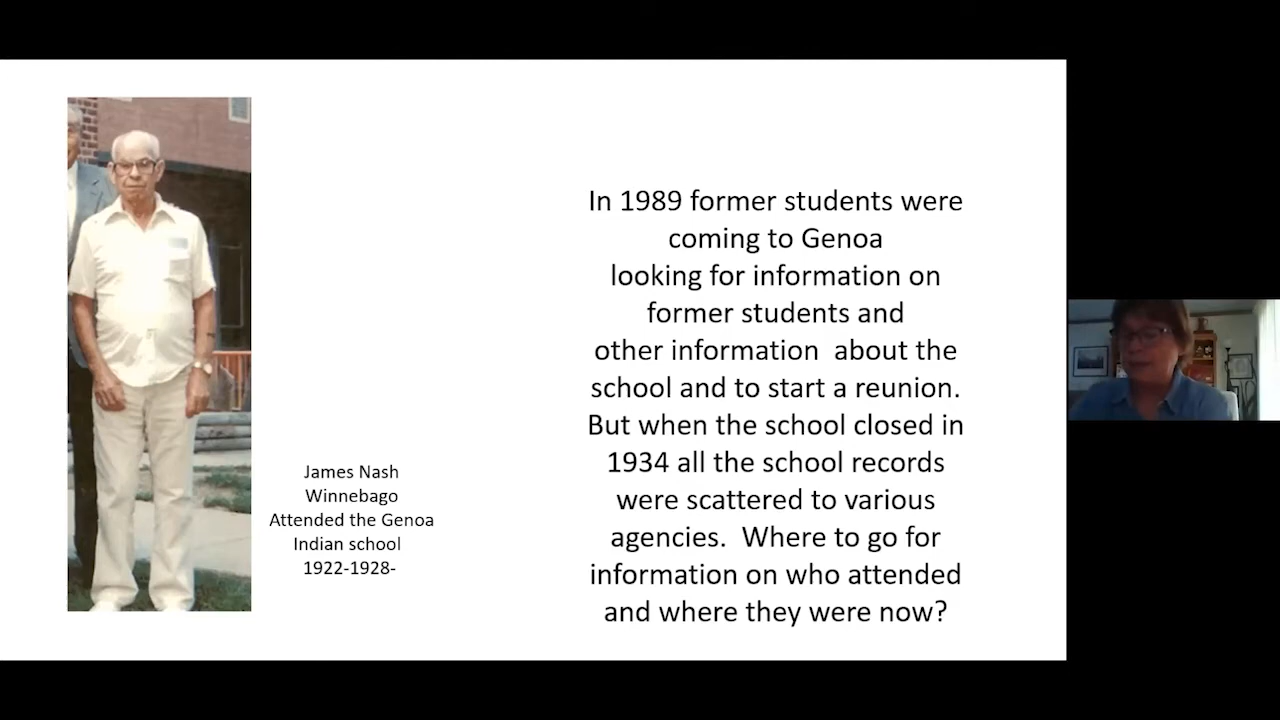 James Nash
Winnebago
Attended the Genoa
Indian school
1922-1928-
In 1989 former students were
coming to Genoa
looking for information on
former students and
other information  about the
school and to start a reunion.
But when the school closed in
1934 all the school records
were scattered to various
agencies.  Where to go for
information on who attended
and where they were now?